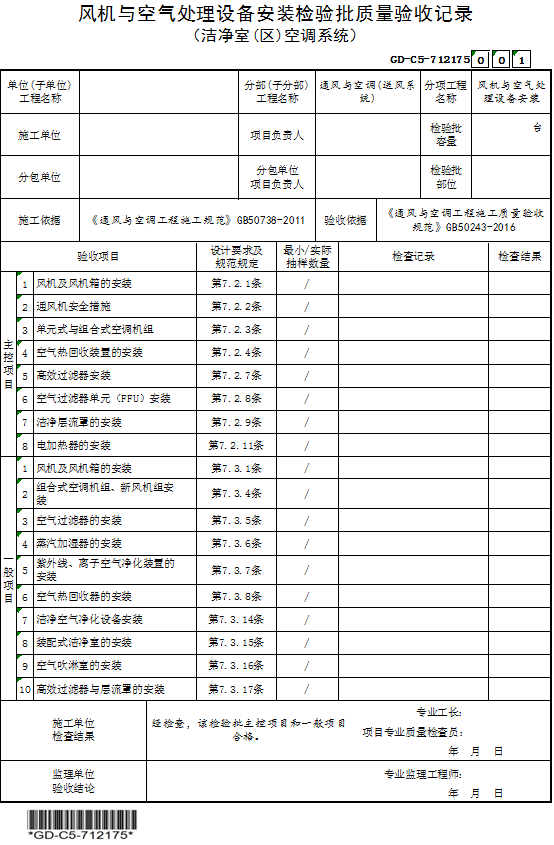 风机与空气处理设备安装检验批质量验收记录
(洁净室(区)空调系统)
GD-C5-712175 0 0 1
单位(子单位)
工程名称
分部(子分部)
工程名称
通风与空调(送风系
统)
分项工程
名称
风机与空气处
理设备安装
施工单位
项目负责人
检验批
容量
台
分包单位
分包单位
项目负责人
检验批
部位
施工依据
《通风与空调工程施工规范》GB50738-2011
验收依据
《通风与空调工程施工质量验收
规范》GB50243-2016
验收项目
设计要求及
规范规定
最小/实际
抽样数量
检查记录
检查结果
主控项目
1 风机及风机箱的安装 第7.2.1条 /
2 通风机安全措施 第7.2.2条 /
3 单元式与组合式空调机组 第7.2.3条 /
4 空气热回收装置的安装 第7.2.4条 /
5 高效过滤器安装 第7.2.7条 /
6 空气过滤器单元（FFU）安装 第7.2.8条 /
7 洁净层流罩的安装 第7.2.9条 /
8 电加热器的安装 第7.2.11条 /
一般项目
1 风机及风机箱的安装 第7.3.1条 /
2 组合式空调机组、新风机组安
装 第7.3.4条 /
3 空气过滤器的安装 第7.3.5条 /
4 蒸汽加湿器的安装 第7.3.6条 /
5 紫外线、离子空气净化装置的
安装 第7.3.7条 /
6 空气热回收器的安装 第7.3.8条 /
7 洁净空气净化设备安装 第7.3.14条 /
8 装配式洁净室的安装 第7.3.15条 /
9 空气吹淋室的安装 第7.3.16条 /
10 高效过滤器与层流罩的安装 第7.3.17条 /
施工单位
检查结果
经检查，该检验批主控项目和一般项目
合格。
专业工长：
项目专业质量检查员：
年 月 日
监理单位
验收结论
专业监理工程师：
年 月 日
*GD-C5-712175*